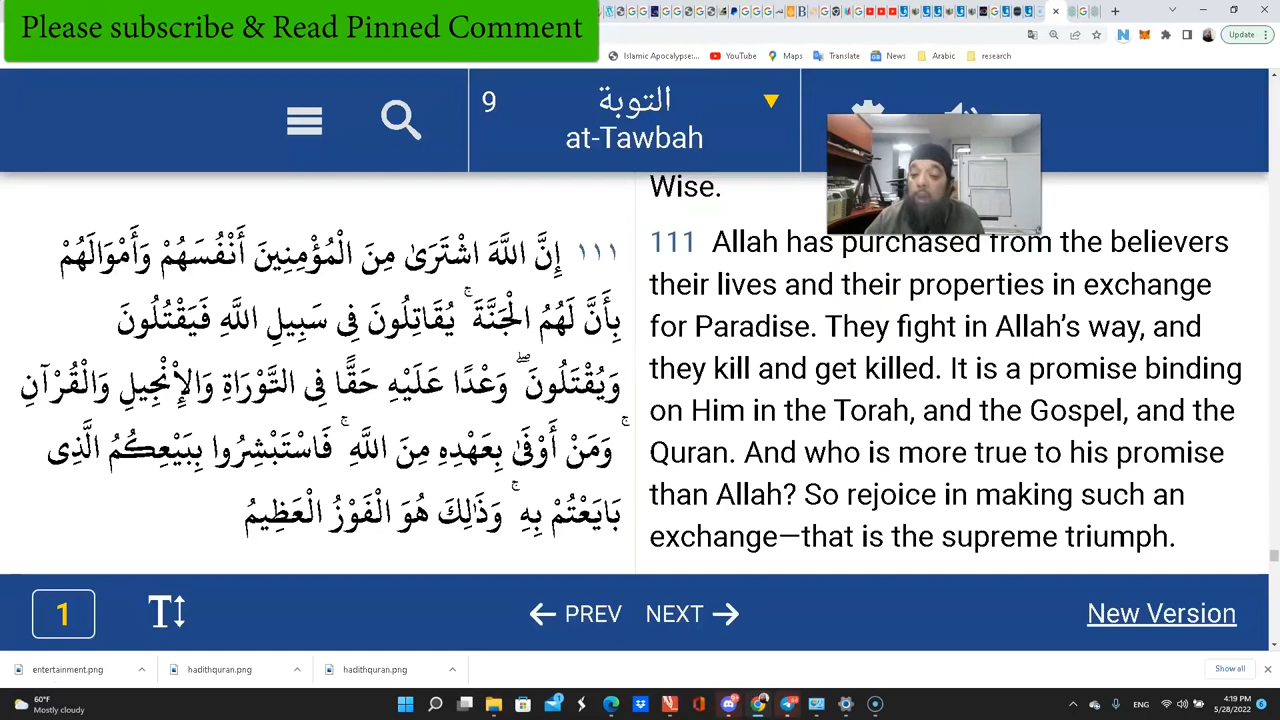 Please subscribe & Read Pinned Comment
Update
Islamic Apocalypse:...
YouTube
Maps
Translate
News
Arabic
research
9
التوبة
at-Tawbah
Wise.
١١١ إِنَّ اللَّهَ اشْتَرَىٰ مِنَ الْمُؤْمِنِينَ أَنْفُسَهُمْ وَأَمْوَالَهُمْ
بِأَنَّ لَهُمُ الْجَنَّةَ ۚ يُقَاتِلُونَ فِى سَبِيلِ اللَّهِ فَيَقْتُلُونَ
وَيُقْتَلُونَ ۖ وَعْدًا عَلَيْهِ حَقًّا فِى التَّوْرَاةِ وَالْإِنْجِيلِ وَالْقُرْآنِ
ۚ وَمَنْ أَوْفَىٰ بِعَهْدِهِ مِنَ اللَّهِ ۚ فَاسْتَبْشِرُوا بِبَيْعِكُمُ الَّذِى
بَايَعْتُمْ بِهِ ۚ وَذَٰلِكَ هُوَ الْفَوْزُ الْعَظِيمُ
111 Allah has purchased from the believers
their lives and their properties in exchange
for Paradise. They fight in Allah’s way, and
they kill and get killed. It is a promise binding
on Him in the Torah, and the Gospel, and the
Quran. And who is more true to his promise
than Allah? So rejoice in making such an
exchange—that is the supreme triumph.
1
T
PREV
NEXT
New Version
entertainment.png
hadithquran.png
hadithquran.png
Show all
60°F
Mostly cloudy
ENG
4:19 PM
5/28/2022